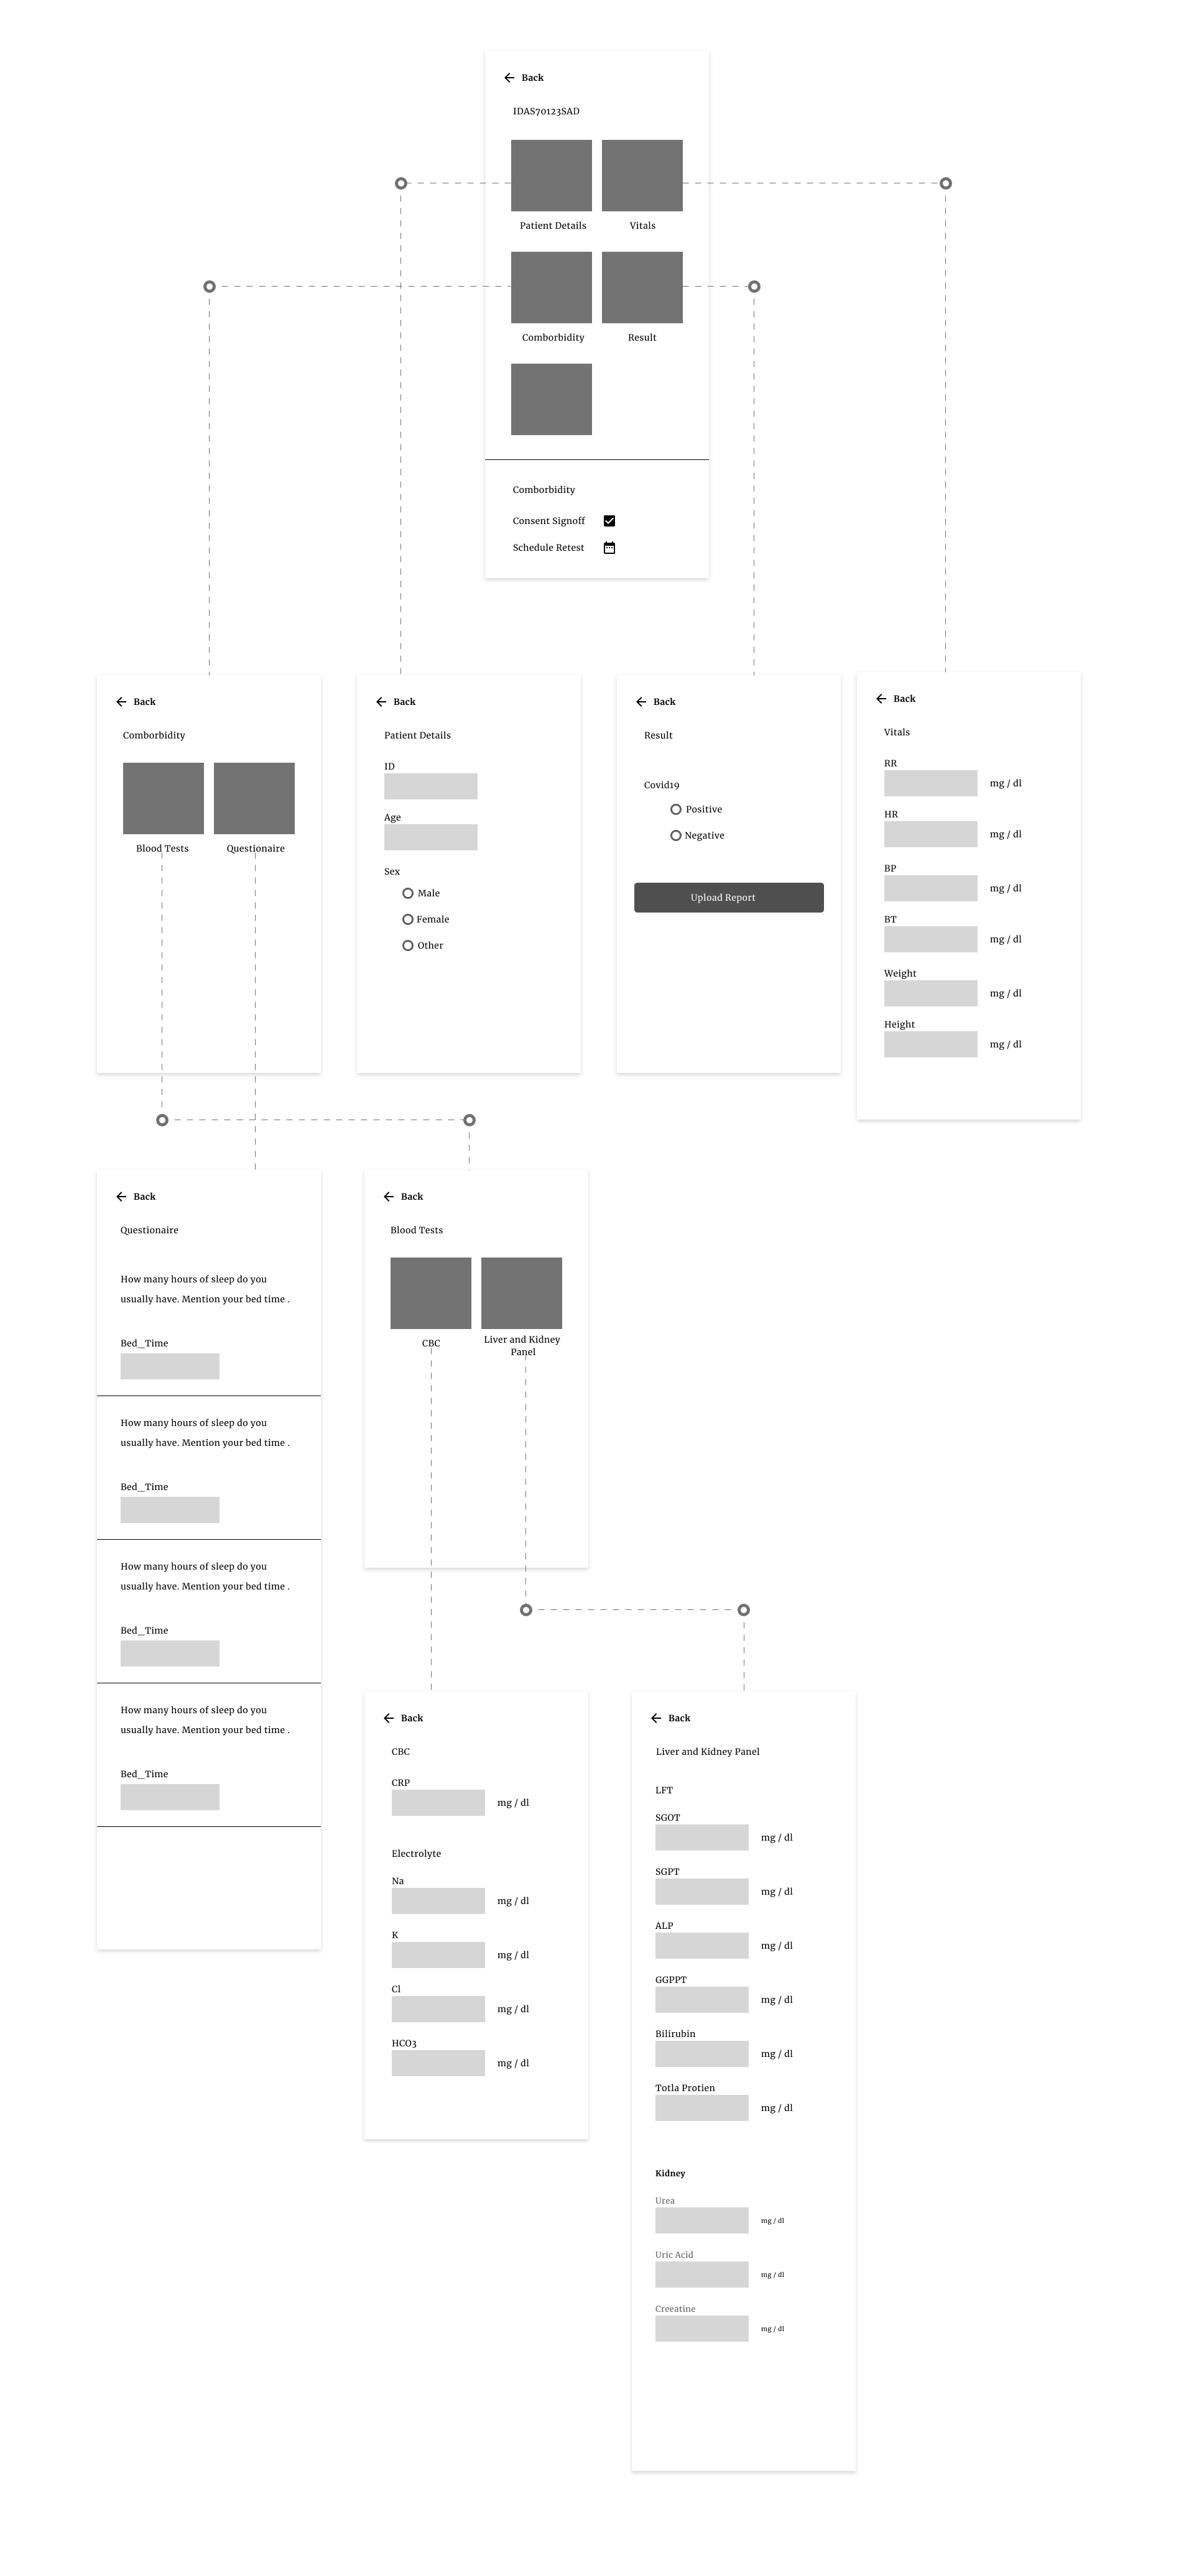 Back
IDAS70123SAD
Patient Details
Vitals
Comborbidity
Result
Comborbidity
Consent Signoff
Schedule Retest
Back
Comborbidity
Blood Tests
Questionaire
Back
Patient Details
ID
Age
Sex
Male
Female
Other
Back
Result
Covid19
Positive
Negative
Upload Report
Back
Vitals
RR
mg / dl
HR
mg / dl
BP
mg / dl
BT
mg / dl
Weight
mg / dl
Height
mg / dl
Back
Questionaire
How many hours of sleep do you
usually have. Mention your bed time .
Bed_Time
How many hours of sleep do you
usually have. Mention your bed time .
Bed_Time
How many hours of sleep do you
usually have. Mention your bed time .
Bed_Time
How many hours of sleep do you
usually have. Mention your bed time .
Bed_Time
Back
Blood Tests
CBC
Liver and Kidney
Panel
Back
CBC
CRP
mg / dl
Electrolyte
Na
mg / dl
K
mg / dl
Cl
mg / dl
HCO3
mg / dl
Back
Liver and Kidney Panel
LFT
SGOT
mg / dl
SGPT
mg / dl
ALP
mg / dl
GGPPT
mg / dl
Bilirubin
mg / dl
Totla Protien
mg / dl
Kidney
Urea
mg / dl
Uric Acid
mg / dl
Creeatine
mg / dl